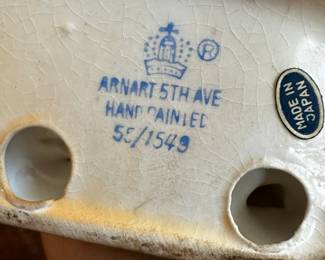 ®
ARNART 5TH AVE
HAND PAINTED
55/1549
MADE IN
JAPAN